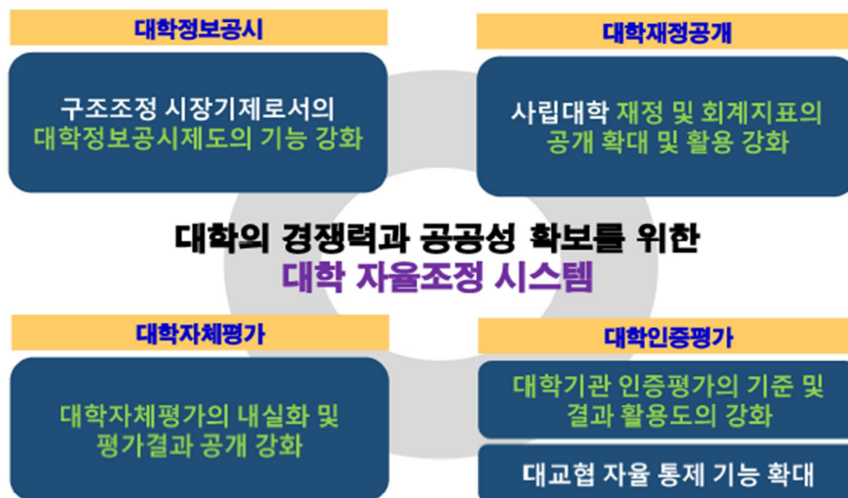 대학정보공시
구조조정 시장기제로서의
대학정보공시제도의 기능 강화
대학재정공개
사립대학 재정 및 회계지표의
공개 확대 및 활용 강화
대학의 경쟁력과 공공성 확보를 위한
대학 자율조정 시스템
대학자체평가
대학자체평가의 내실화 및
평가결과 공개 강화
대학인증평가
대학기관 인증평가의 기준 및
결과 활용도의 강화
대교협 자율 통제 기능 확대